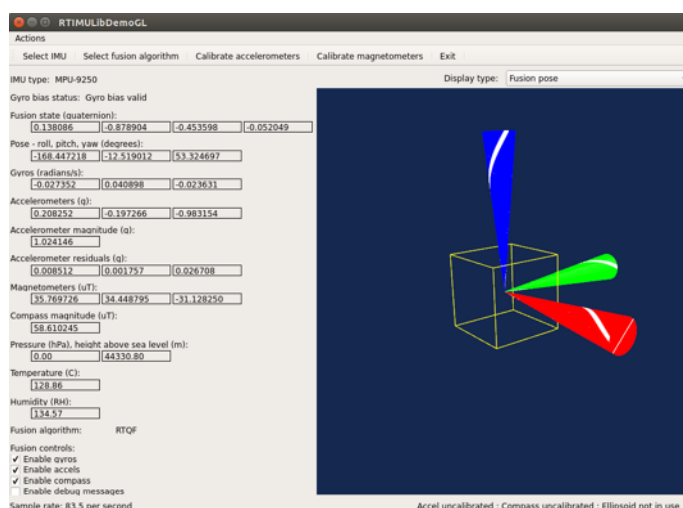 RTIMULibDemoGL
Actions
Select IMU Select fusion algorithm Calibrate accelerometers Calibrate magnetometers Exit
IMU type: MPU-9250 Display type: Fusion pose
Gyro bias status: Gyro bias valid
Fusion state (quaternion):
0.138086 -0.878904 -0.453598 -0.052049
Pose - roll, pitch, yaw (degrees):
-168.447218 -12.519012 53.324697
Gyros (radians/s):
-0.027352 0.040898 -0.023631
Accelerometers (g):
0.208252 -0.197266 -0.983154
Accelerometer magnitude (g):
1.024146
Accelerometer residuals (g):
0.008512 0.001757 0.026708
Magnetometers (uT):
35.769726 34.448795 -31.128250
Compass magnitude (uT):
58.610245
Pressure (hPa), height above sea level (m):
0.00 44330.80
Temperature (C):
128.86
Humidity (RH):
134.57
Fusion algorithm: RTQF
Fusion controls:
Enable gyros
Enable accels
Enable compass
Enable debug messages
Sample rate: 83.5 per second Accel uncalibrated : Compass uncalibrated : Ellipsoid not in use